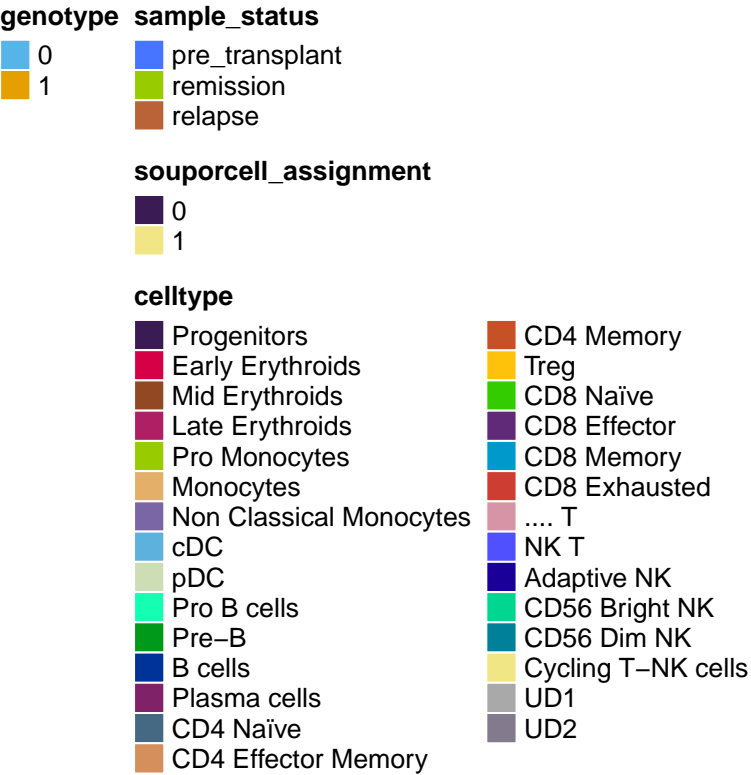 genotype
0
1
sample_status
pre_transplant
remission
relapse
souporcell_assignment
0
1
celltype
Progenitors
Early Erythroids
Mid Erythroids
Late Erythroids
Pro Monocytes
Monocytes
Non Classical Monocytes
cDC
pDC
Pro B cells
Pre−B
B cells
Plasma cells
CD4 Naïve
CD4 Effector Memory
CD4 Memory
Treg
CD8 Naïve
CD8 Effector
CD8 Memory
CD8 Exhausted
.... T
NK T
Adaptive NK
CD56 Bright NK
CD56 Dim NK
Cycling T−NK cells
UD1
UD2